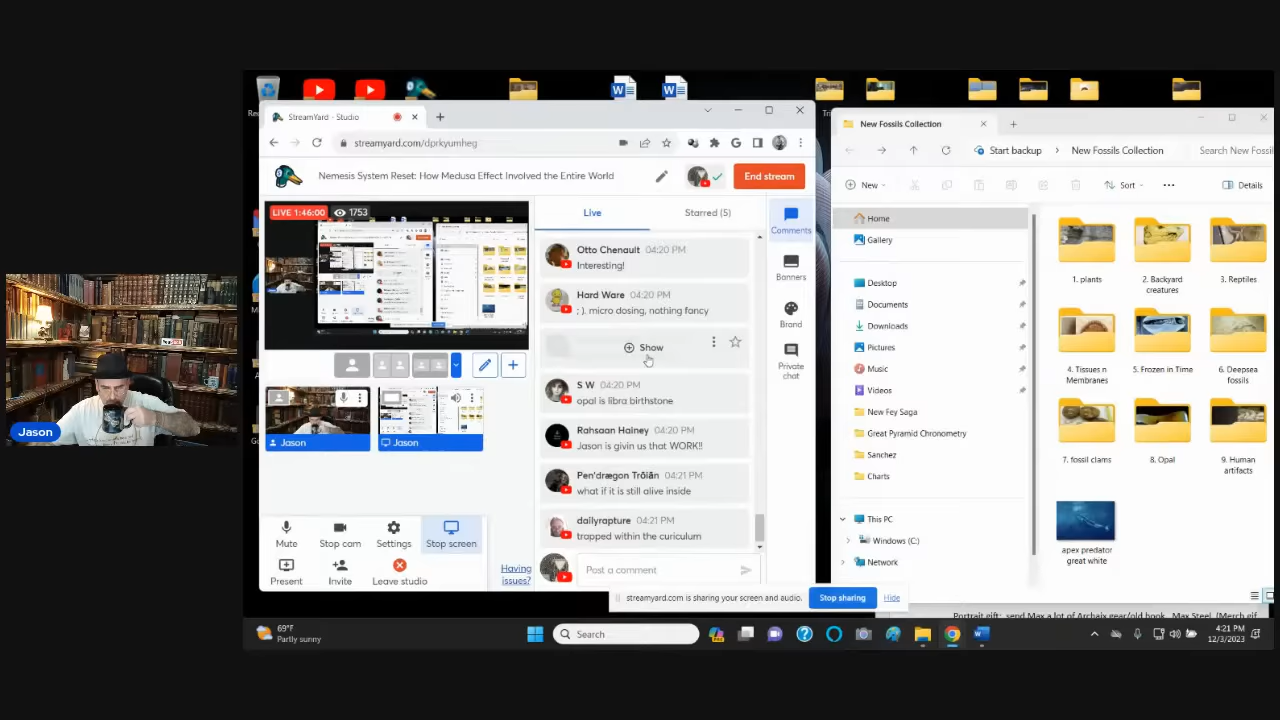 StreamYard - Studio
streamyard.com/dprkyumheg
Nemesis System Reset: How Medusa Effect Involved the Entire World
End stream
LIVE 1:46:00
1753
Live
Starred (5)
Otto Chenault 04:20 PM
Interesting!
Hard Ware 04:20 PM
; ). micro dosing, nothing fancy
Show
S W 04:20 PM
opal is libra birthstone
Rahsaan Hainey 04:20 PM
Jason is givin us that WORK!!
Pen'drægon Trōiān 04:21 PM
what if it is still alive inside
dailyrapture 04:21 PM
trapped within the curiculum
Post a comment
Comments
Banners
Brand
Private
chat
Jason
Jason
Jason
Mute
Stop cam
Settings
Stop screen
Present
Invite
Leave studio
Having
issues?
streamyard.com is sharing your screen and audio.
Stop sharing
Hide
New Fossils Collection
Start backup
New Fossils Collection
Search New Fossil
New
Sort
Details
Home
Gallery
Desktop
Documents
Downloads
Pictures
Music
Videos
New Fey Saga
Great Pyramid Chronometry
Sanchez
Charts
This PC
Windows (C:)
Network
1. plants
2. Backyard
creatures
3. Reptiles
4. Tissues n
Membranes
5. Frozen in Time
6. Deepsea
fossils
7. fossil clams
8. Opal
9. Human
artifacts
apex predator
great white
69°F
Partly sunny
Search
4:21 PM
12/3/2023